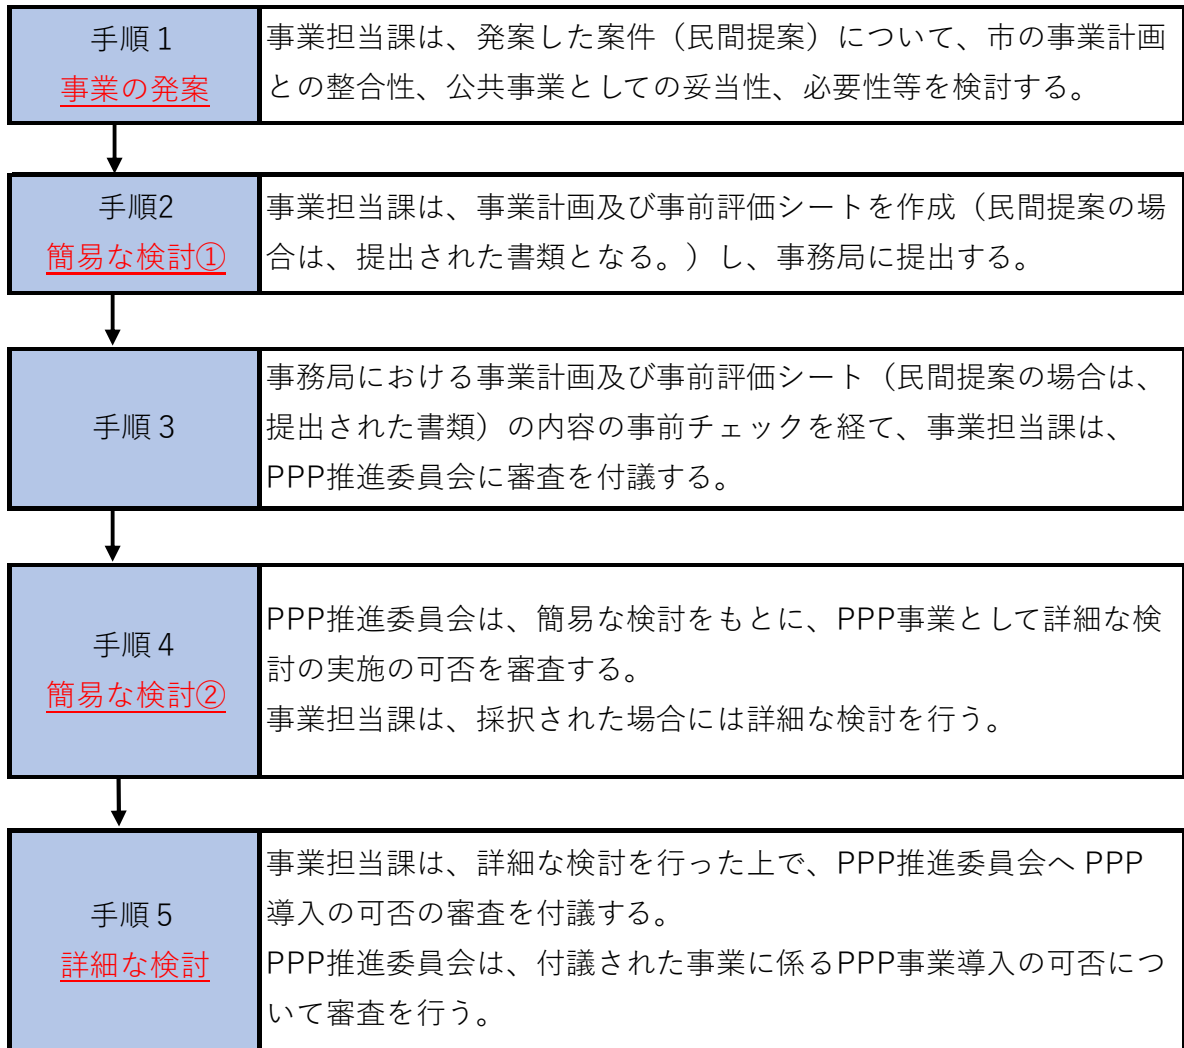 手順１
事業の発案
事業担当課は、発案した案件（民間提案）について、市の事業計画
との整合性、公共事業としての妥当性、必要性等を検討する。
手順2
簡易な検討①
事業担当課は、事業計画及び事前評価シートを作成（民間提案の場
合は、提出された書類となる。）し、事務局に提出する。
手順３
事務局における事業計画及び事前評価シート（民間提案の場合は、
提出された書類）の内容の事前チェックを経て、事業担当課は、
PPP推進委員会に審査を付議する。
手順４
簡易な検討②
PPP推進委員会は、簡易な検討をもとに、PPP事業として詳細な検
討の実施の可否を審査する。
事業担当課は、採択された場合には詳細な検討を行う。
手順５
詳細な検討
事業担当課は、詳細な検討を行った上で、PPP推進委員会へ PPP
導入の可否の審査を付議する。
PPP推進委員会は、付議された事業に係るPPP事業導入の可否につ
いて審査を行う。